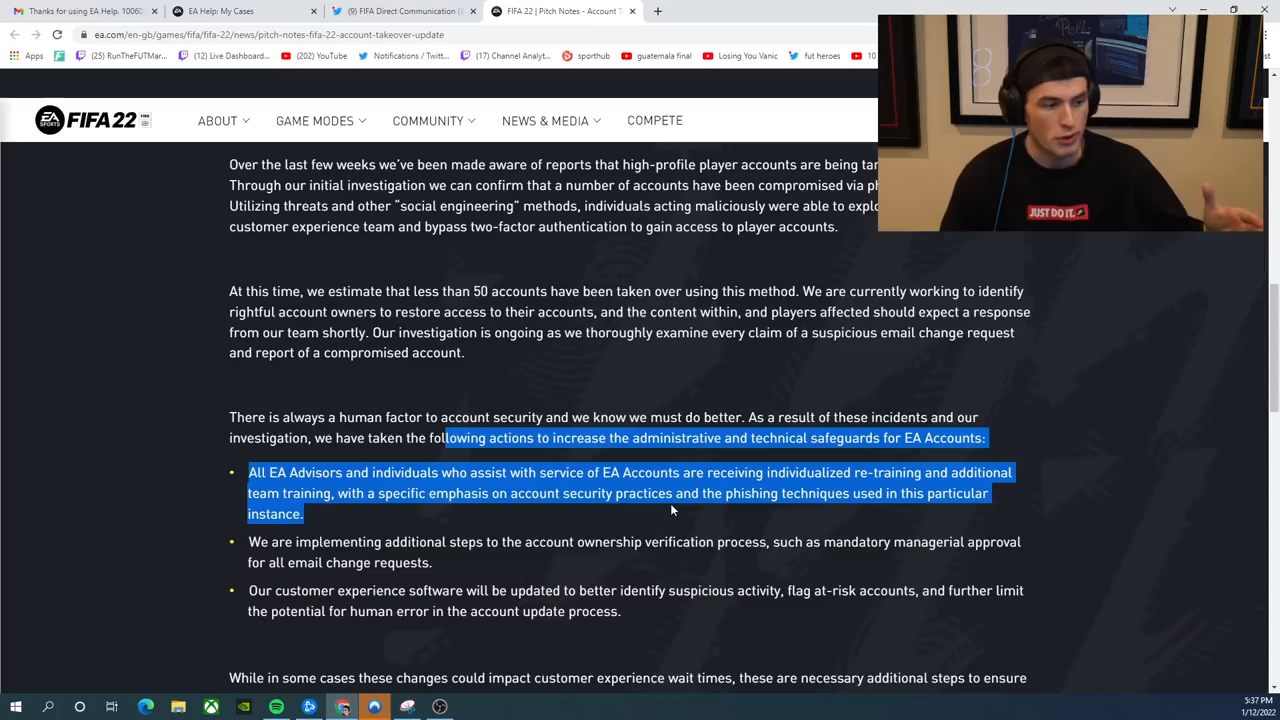 Thanks for using EA Help. 10060
EA Help: My Cases
(9) FIFA Direct Communication (@
FIFA 22 | Pitch Notes - Account T
ea.com/en-gb/games/fifa/fifa-22/news/pitch-notes-fifa-22-account-takeover-update
Apps
(25) RunTheFUTMar...
(12) Live Dashboard...
(202) YouTube
Notifications / Twitt...
(17) Channel Analyt...
sporthub
guatemala final
Losing You Vanic
fut heroes
10
EA SPORTS FIFA 22
ABOUT
GAME MODES
COMMUNITY
NEWS & MEDIA
COMPETE
JUST DO IT.
Over the last few weeks we've been made aware of reports that high-profile player accounts are being tar
Through our initial investigation we can confirm that a number of accounts have been compromised via ph
Utilizing threats and other “social engineering” methods, individuals acting maliciously were able to explo
customer experience team and bypass two-factor authentication to gain access to player accounts.
At this time, we estimate that less than 50 accounts have been taken over using this method. We are currently working to identify
rightful account owners to restore access to their accounts, and the content within, and players affected should expect a response
from our team shortly. Our investigation is ongoing as we thoroughly examine every claim of a suspicious email change request
and report of a compromised account.
There is always a human factor to account security and we know we must do better. As a result of these incidents and our
investigation, we have taken the following actions to increase the administrative and technical safeguards for EA Accounts:
• All EA Advisors and individuals who assist with service of EA Accounts are receiving individualized re-training and additional
team training, with a specific emphasis on account security practices and the phishing techniques used in this particular
instance.
• We are implementing additional steps to the account ownership verification process, such as mandatory managerial approval
for all email change requests.
• Our customer experience software will be updated to better identify suspicious activity, flag at-risk accounts, and further limit
the potential for human error in the account update process.
While in some cases these changes could impact customer experience wait times, these are necessary additional steps to ensure
5:37 PM
1/12/2022